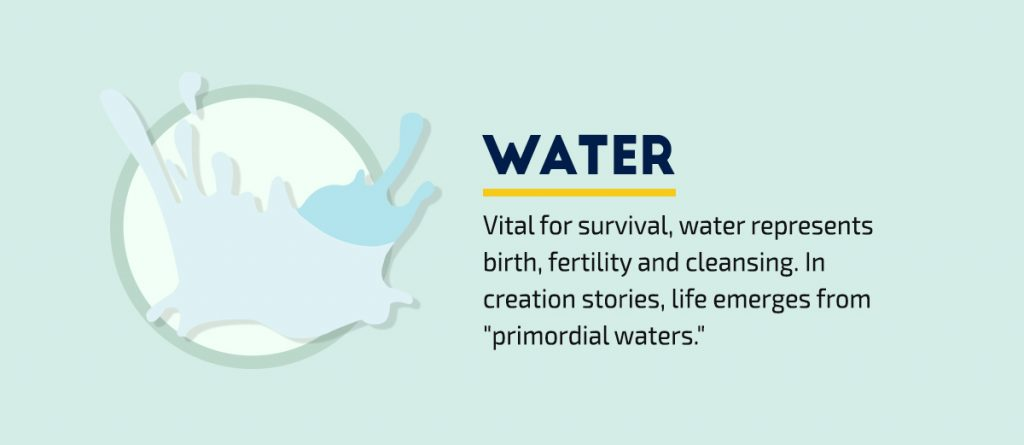 WATER
Vital for survival, water represents
birth, fertility and cleansing. In
creation stories, life emerges from
"primordial waters."